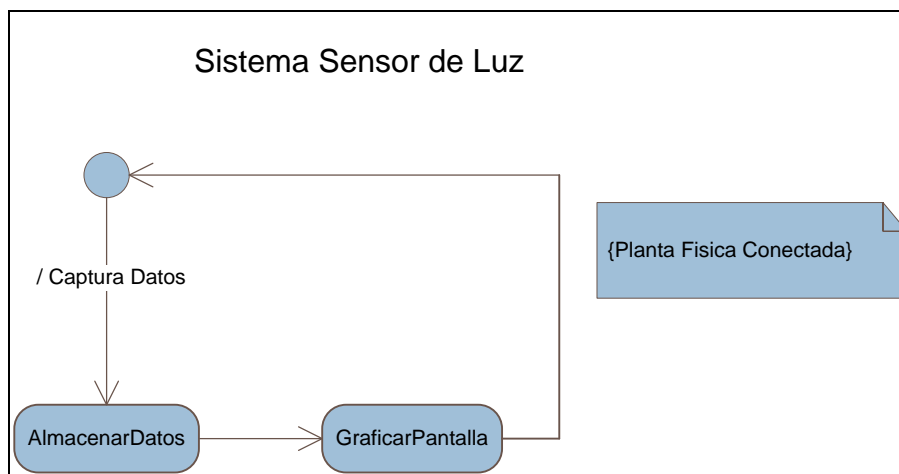 Sistema Sensor de Luz
/ Captura Datos
{Planta Fisica Conectada}
AlmacenarDatos
GraficarPantalla